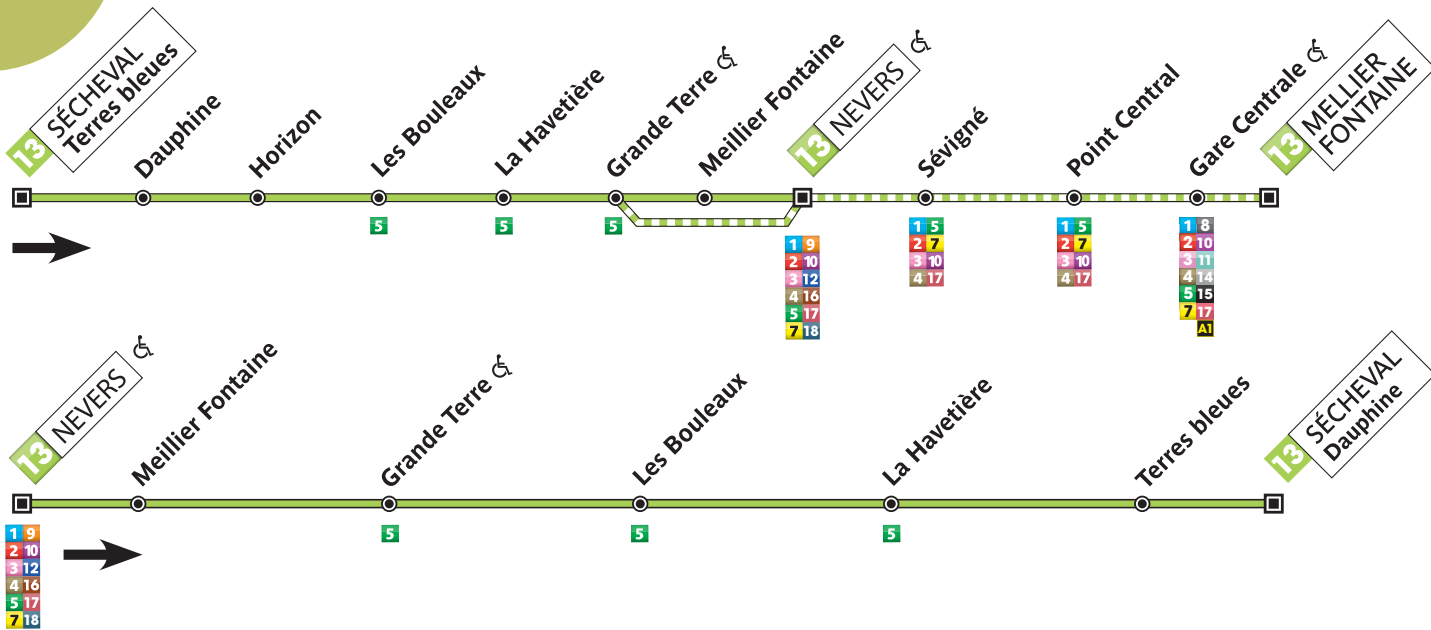 13 SÉCHEVAL
Terres bleues
Dauphine
Horizon
Les Bouleaux
La Havetière
Grande Terre
Meillier Fontaine
13 NEVERS
Sévigné
Point Central
Gare Centrale
13 MELLIER
FONTAINE
5
5
5
1 9
2 10
3 12
4 16
5 17
7 18
1 5
2 7
3 10
4 17
1 5
2 7
3 10
4 17
1 8
2 10
3 11
4 14
5 15
7 17
A1
13 NEVERS
Meillier Fontaine
Grande Terre
Les Bouleaux
La Havetière
Terres bleues
13 SÉCHEVAL
Dauphine
1 9
2 10
3 12
4 16
5 17
7 18
5
5
5